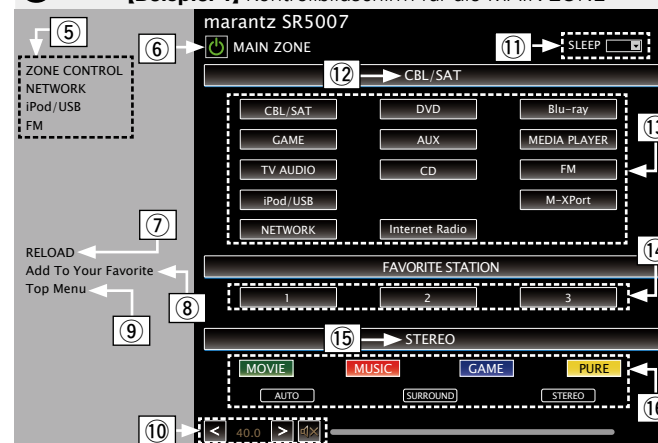 [Beispiel 1] Kontrollbildschirm für die MAIN ZONE
marantz SR5007
⑤
⑥ MAIN ZONE
⑪ SLEEP
ZONE CONTROL
NETWORK
iPod/USB
FM
⑫ CBL/SAT
CBL/SAT DVD Blu-ray
⑬
GAME AUX MEDIA PLAYER
TV AUDIO CD FM
iPod/USB M-XPort
NETWORK Internet Radio
⑦
RELOAD
Add To Your Favorite
Top Menu
⑧
⑨
FAVORITE STATION
⑭
1 2 3
⑮ STEREO
MOVIE MUSIC GAME PURE
AUTO SURROUND STEREO
⑯
⑩ < 40.0 >